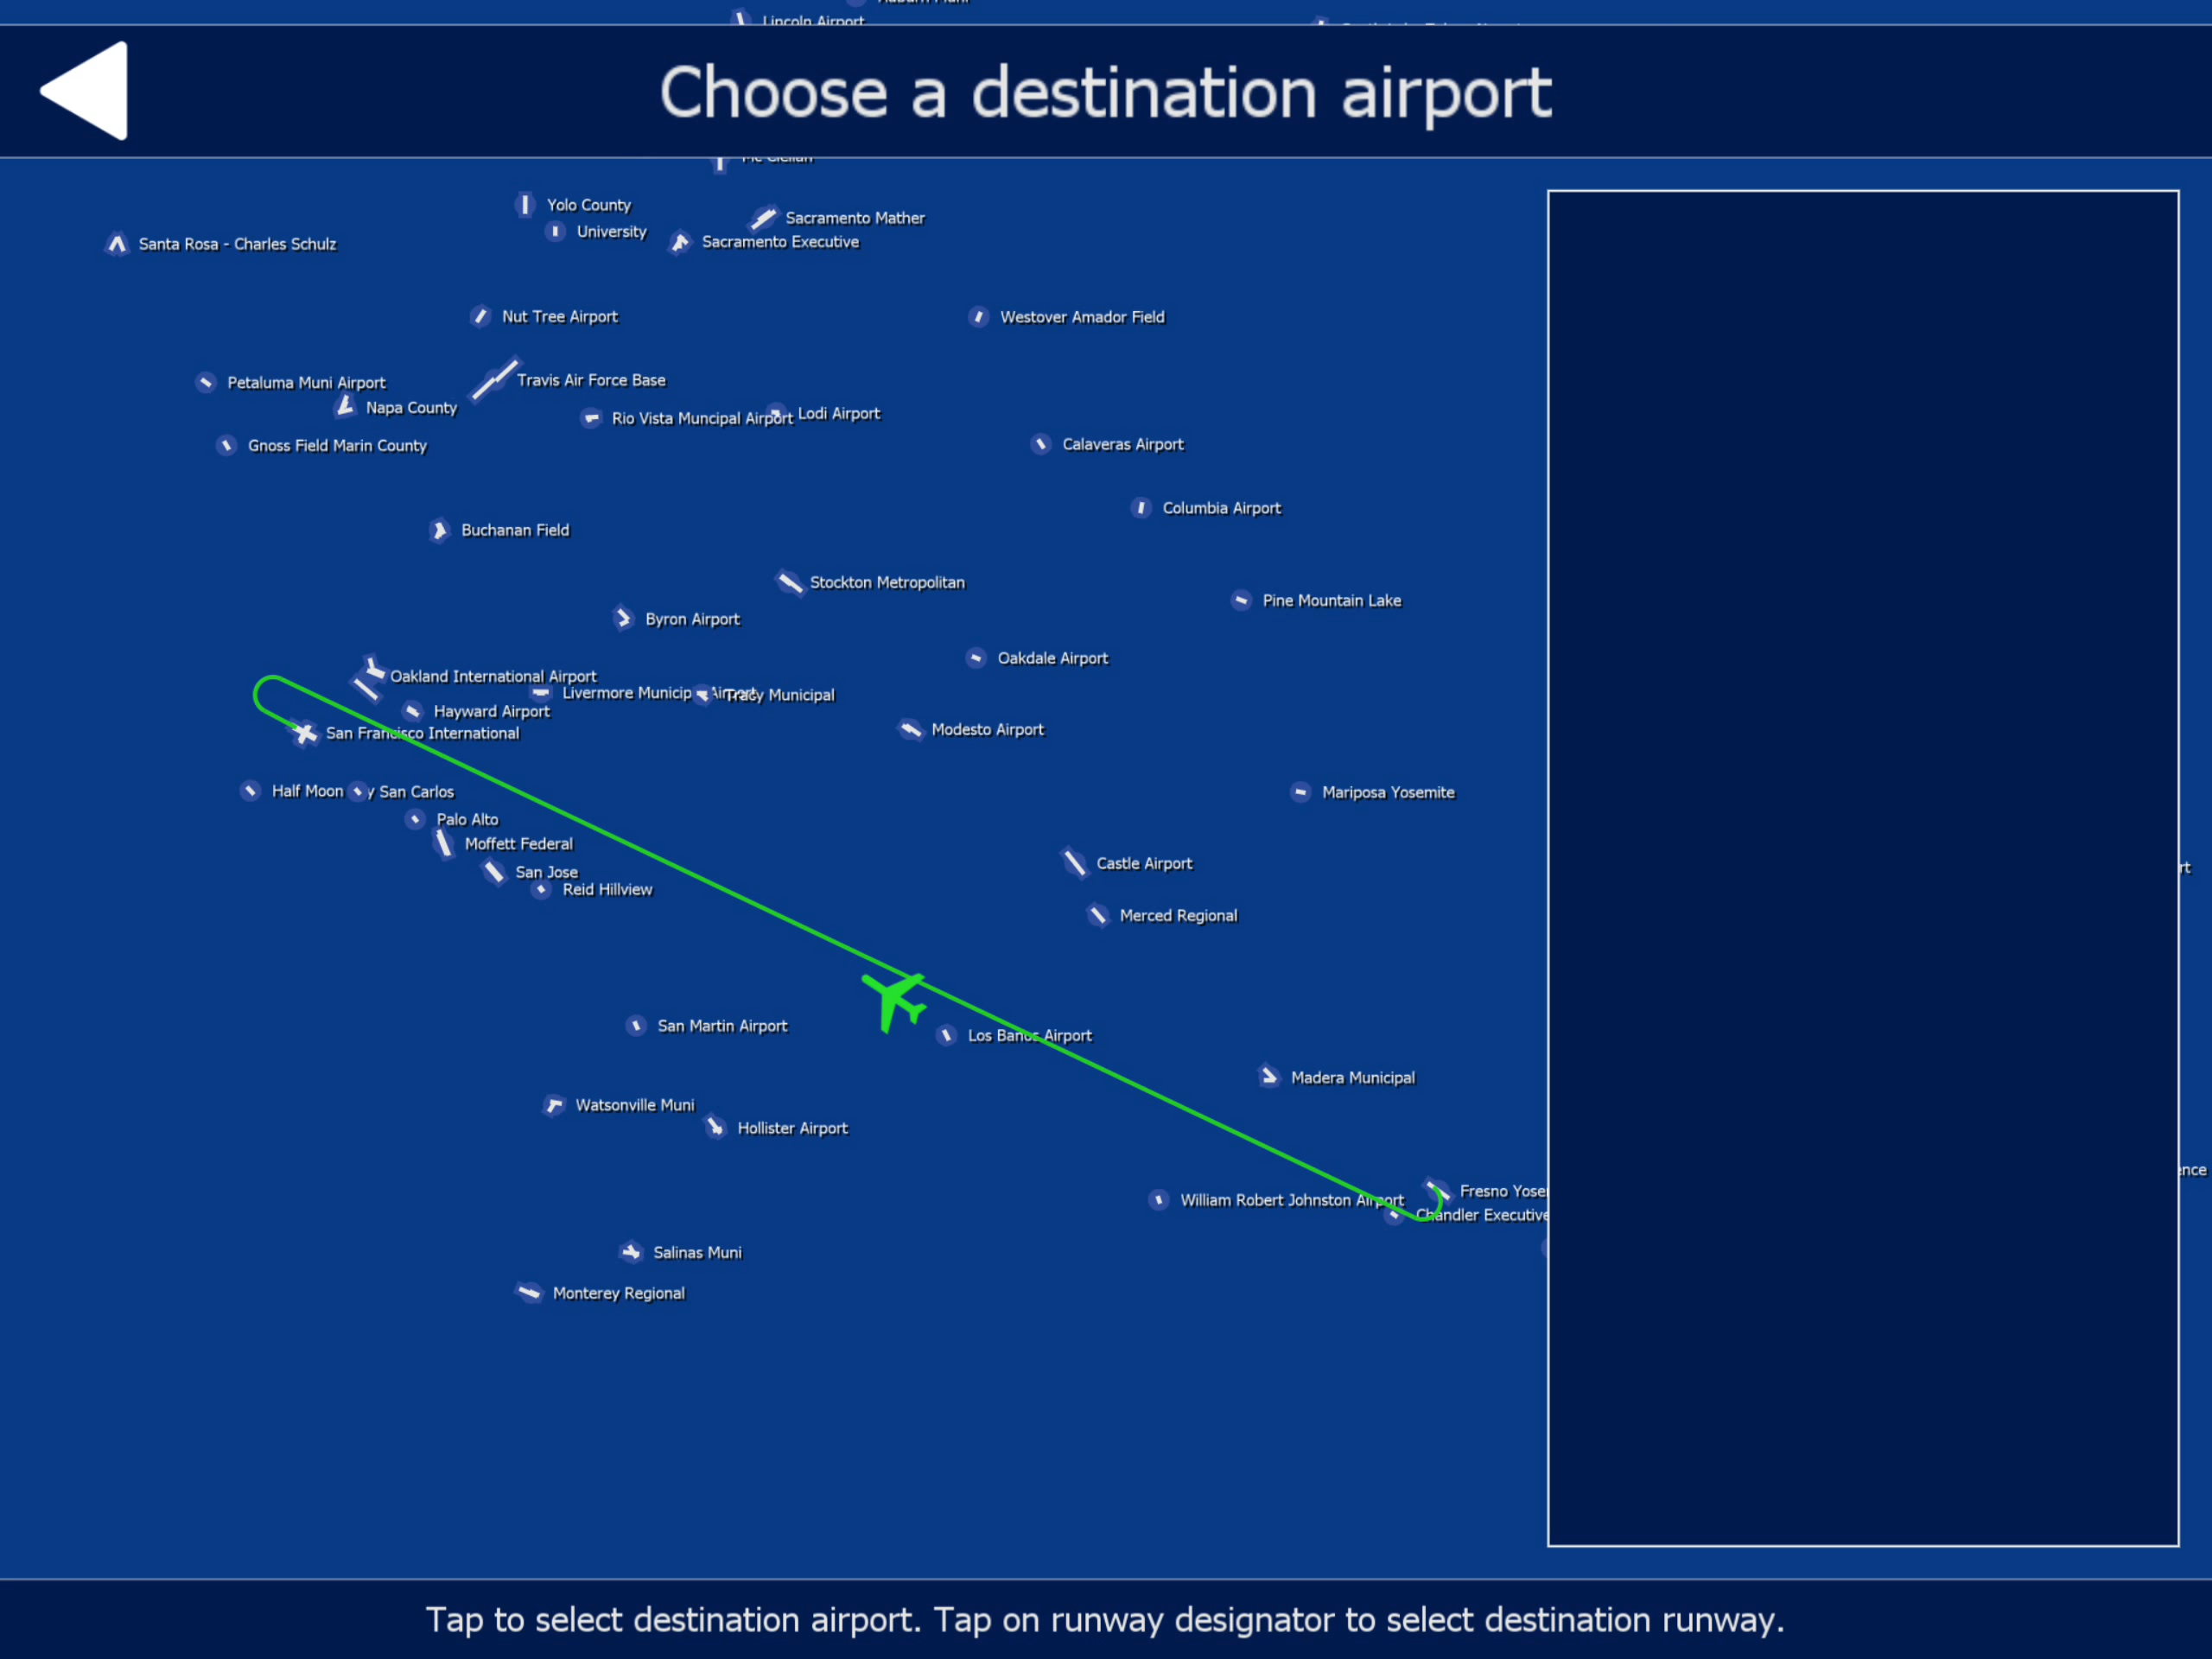 Lincoln Airport
Choose a destination airport
Mc Clellan
Yolo County
Sacramento Mather
University
Sacramento Executive
Santa Rosa - Charles Schulz
Nut Tree Airport
Westover Amador Field
Travis Air Force Base
Petaluma Muni Airport
Napa County
Rio Vista Muncipal Airport
Lodi Airport
Gnoss Field Marin County
Calaveras Airport
Columbia Airport
Buchanan Field
Stockton Metropolitan
Pine Mountain Lake
Byron Airport
Oakdale Airport
Oakland International Airport
Livermore Municip Airport
Tracy Municipal
Hayward Airport
Modesto Airport
San Francisco International
Half Moon
y San Carlos
Mariposa Yosemite
Palo Alto
Moffett Federal
Castle Airport
rt
San Jose
Reid Hillview
Merced Regional
San Martin Airport
Los Banos Airport
Madera Municipal
Watsonville Muni
Hollister Airport
ence
Fresno Yose
William Robert Johnston Airport
Chandler Executive
Salinas Muni
Monterey Regional
Tap to select destination airport. Tap on runway designator to select destination runway.